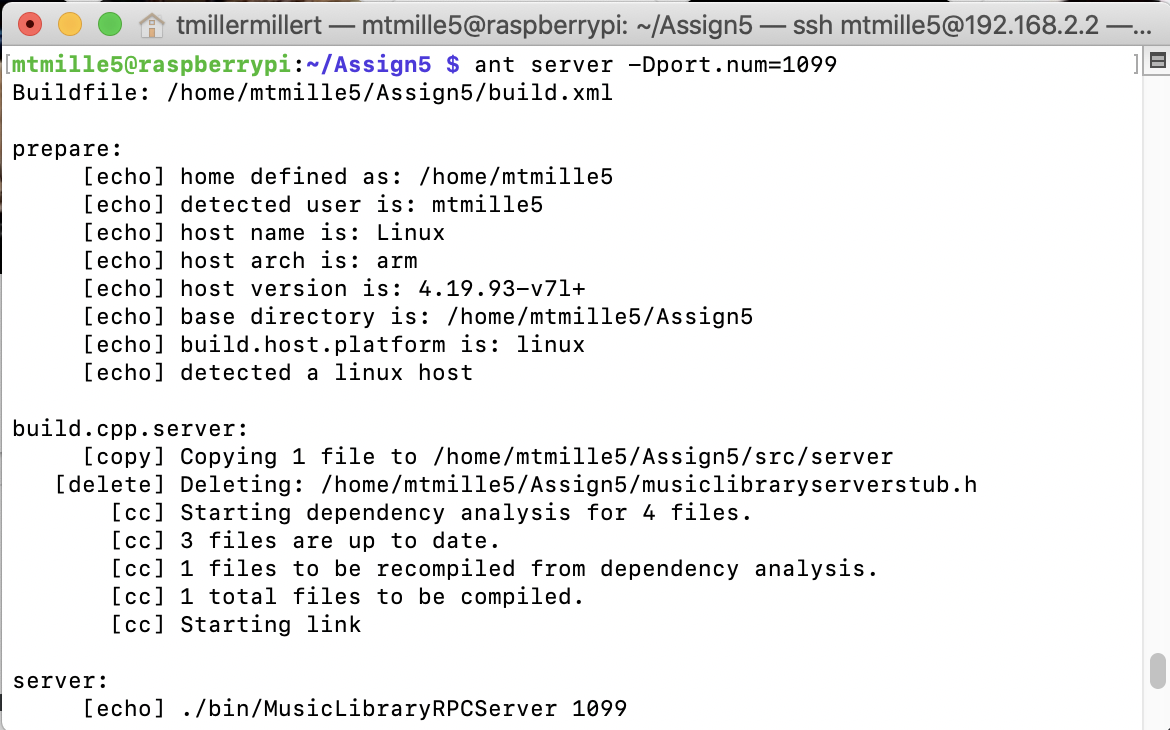 tmillermillert — mtmille5@raspberrypi: ~/Assign5 — ssh mtmille5@192.168.2.2 —...
[mtmille5@raspberrypi:~/Assign5 $ ant server -Dport.num=1099 ]
Buildfile: /home/mtmille5/Assign5/build.xml
prepare:
[echo] home defined as: /home/mtmille5
[echo] detected user is: mtmille5
[echo] host name is: Linux
[echo] host arch is: arm
[echo] host version is: 4.19.93-v7l+
[echo] base directory is: /home/mtmille5/Assign5
[echo] build.host.platform is: linux
[echo] detected a linux host
build.cpp.server:
[copy] Copying 1 file to /home/mtmille5/Assign5/src/server
[delete] Deleting: /home/mtmille5/Assign5/musiclibraryserverstub.h
[cc] Starting dependency analysis for 4 files.
[cc] 3 files are up to date.
[cc] 1 files to be recompiled from dependency analysis.
[cc] 1 total files to be compiled.
[cc] Starting link
server:
[echo] ./bin/MusicLibraryRPCServer 1099